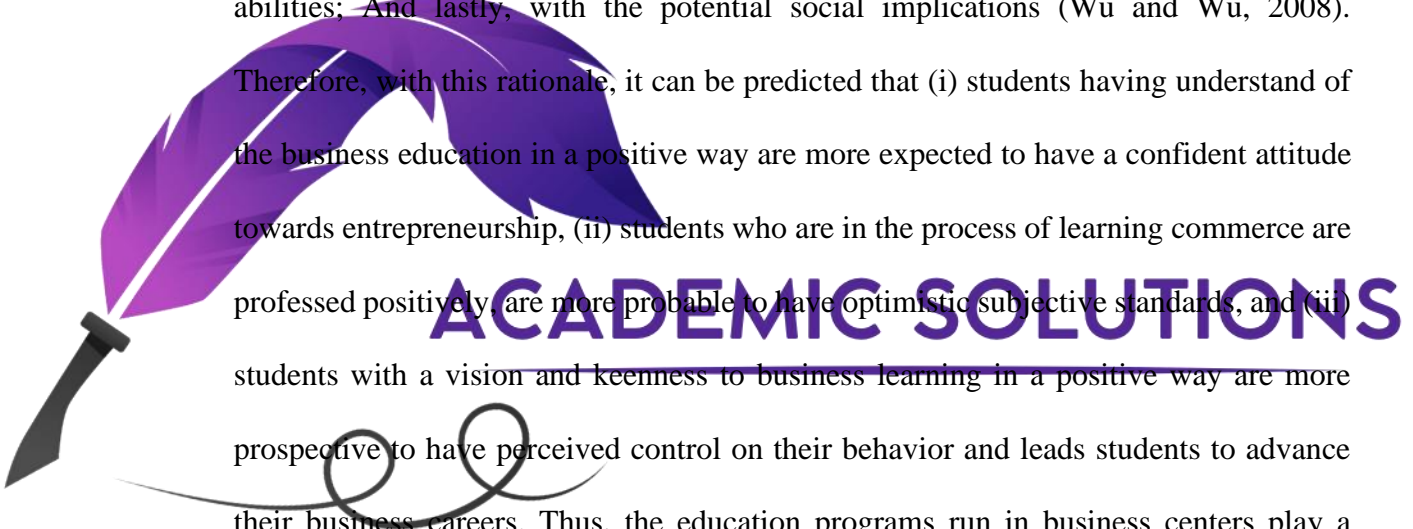 abilities; And lastly, with the potential social implications (Wu and Wu, 2008).
Therefore, with this rationale, it can be predicted that (i) students having understand of
the business education in a positive way are more expected to have a confident attitude
towards entrepreneurship, (ii) students who are in the process of learning commerce are
professed positively, are more probable to have optimistic subjective standards, and (iii)
ACADEMIC SOLUTIONS
students with a vision and keenness to business learning in a positive way are more
prospective to have perceived control on their behavior and leads students to advance
their business careers. Thus, the education programs run in business centers play a